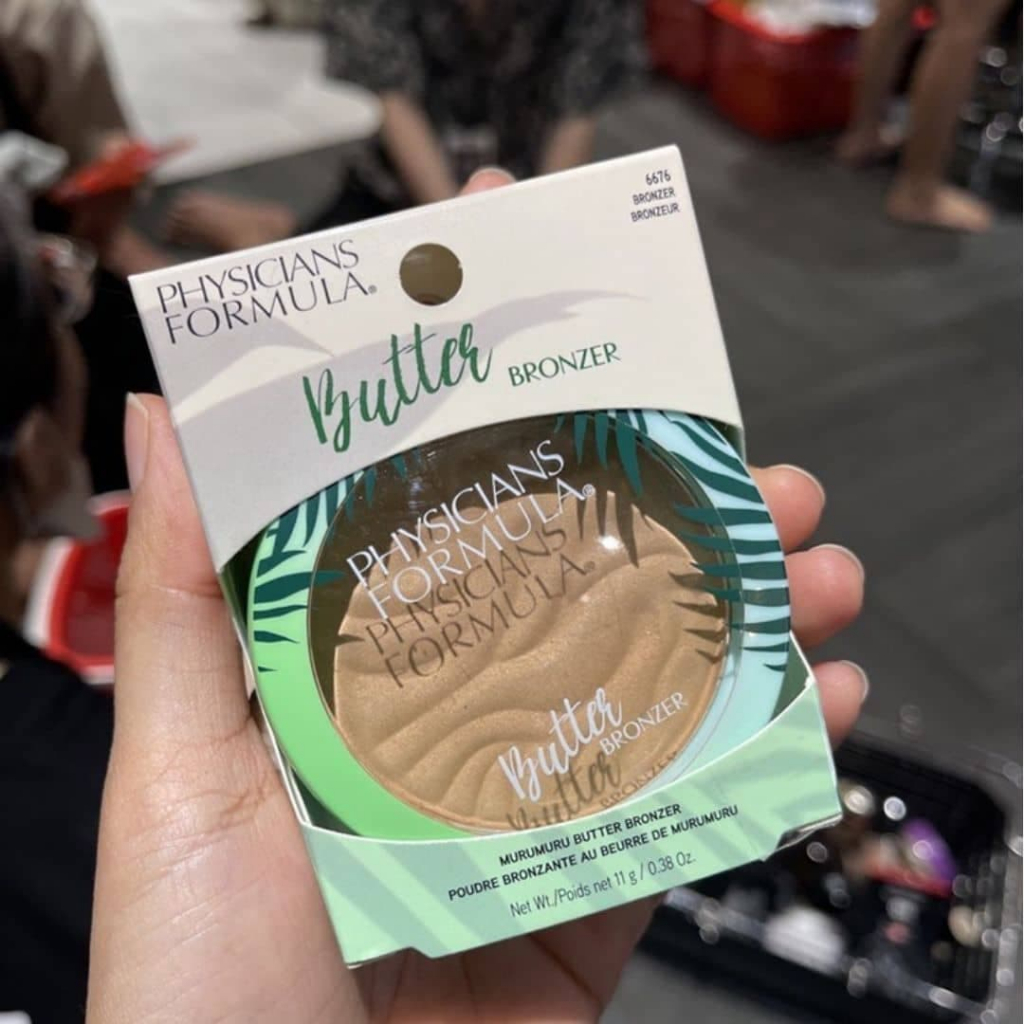 6676
BRONZER
BRONZEUR
PHYSICIANS
FORMULA®
Butter BRONZER
PHYSICIANS
FORMULA®
PHYSICIANS
FORMULA®
Butter BRONZER
Butter BRONZER
MURUMURU BUTTER BRONZER
POUDRE BRONZANTE AU BEURRE DE MURUMURU
Net Wt./Poids net 11 g / 0.38 Oz.